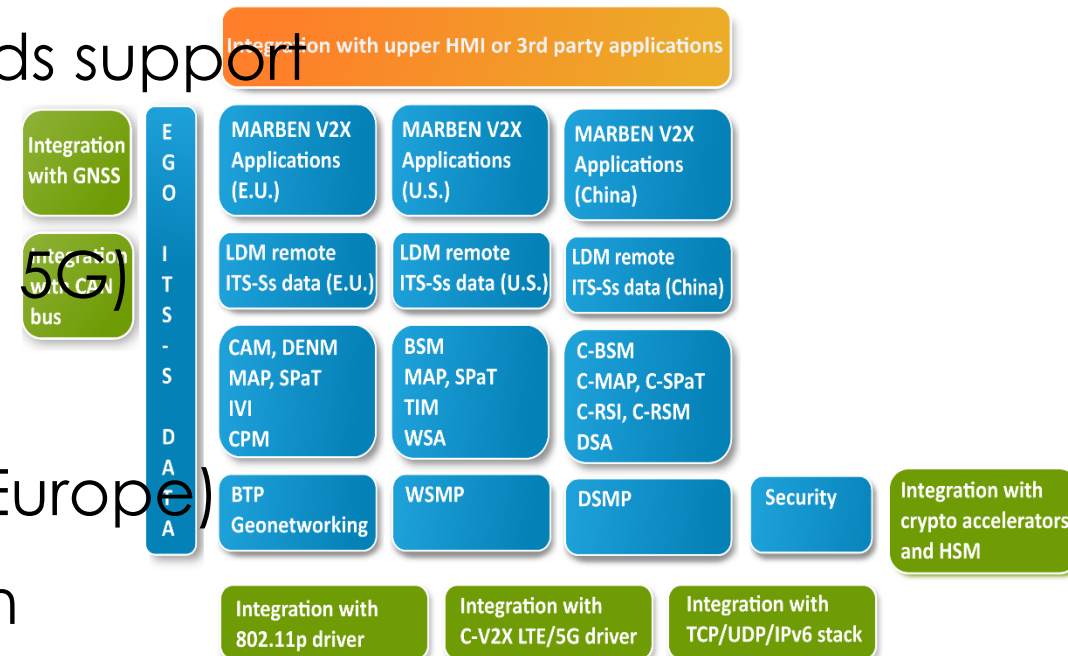 ds support
Integration with upper HMI or 3rd party applications
Integration
with GNSS
E
G
O
I
T
S
-
S
D
A
T
A
MARBEN V2X
Applications
(E.U.)
MARBEN V2X
Applications
(U.S.)
MARBEN V2X
Applications
(China)
Integration
with CAN
bus
5G)
LDM remote
ITS-Ss data (E.U.)
LDM remote
ITS-Ss data (U.S.)
LDM remote
ITS-Ss data (China)
CAM, DENM
MAP, SPaT
IVI
CPM
BSM
MAP, SPaT
TIM
WSA
C-BSM
C-MAP, C-SPaT
C-RSI, C-RSM
DSA
Europe)
BTP
Geonetworking
WSMP
DSMP
Security
Integration with
crypto accelerators
and HSM
n
Integration with
802.11p driver
Integration with
C-V2X LTE/5G driver
Integration with
TCP/UDP/IPv6 stack